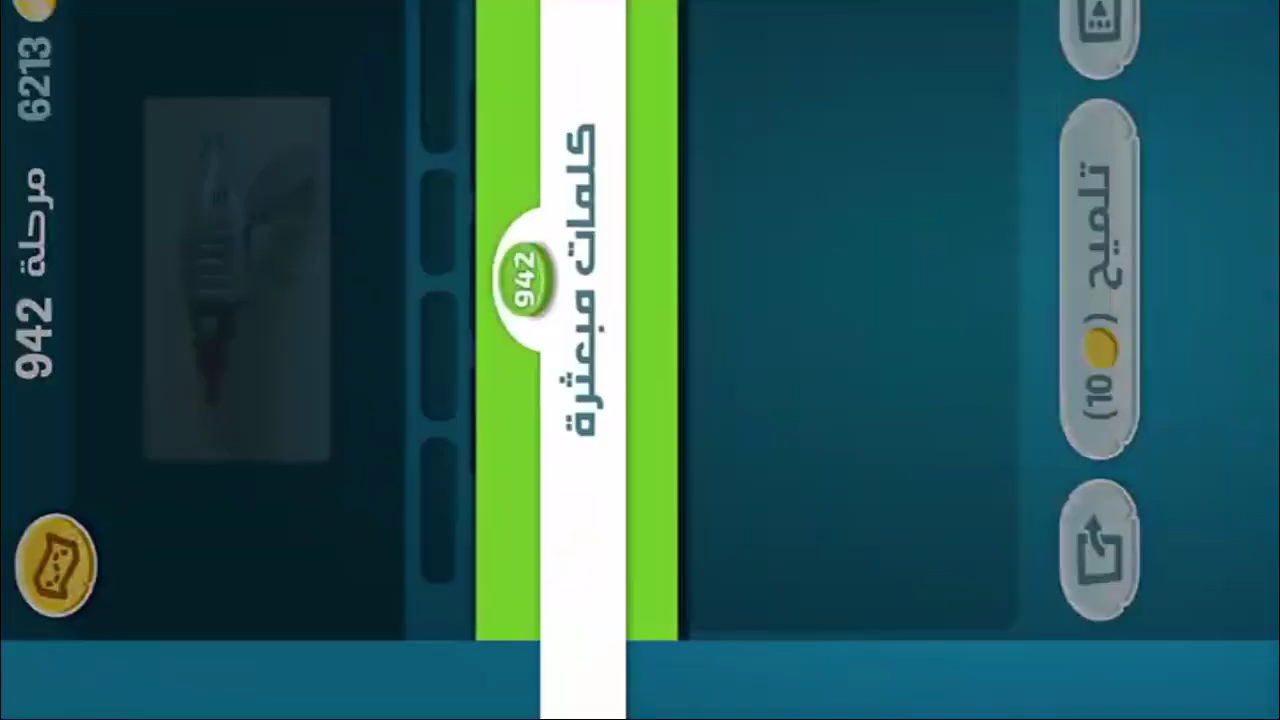 6213
مرحلة 942
942
كلمات مبعثرة
تلميح (10)